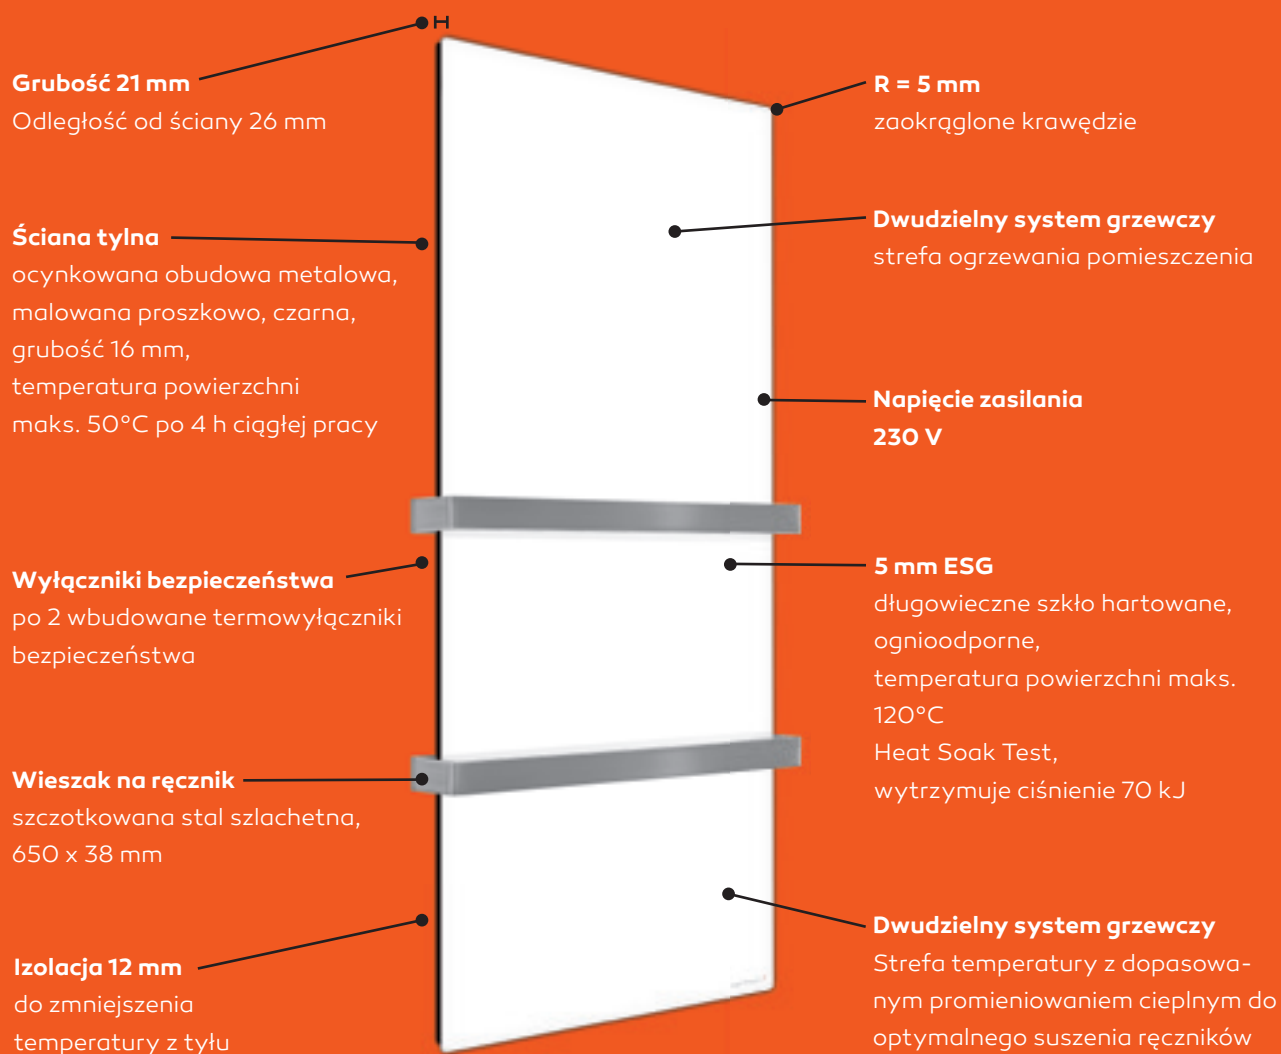 Grubość 21 mm
Odległość od ściany 26 mm
Ściana tylna
ocynkowana obudowa metalowa,
malowana proszkowo, czarna,
grubość 16 mm,
temperatura powierzchni
maks. 50°C po 4 h ciągłej pracy
Wyłączniki bezpieczeństwa
po 2 wbudowane termowyłączniki
bezpieczeństwa
Wieszak na ręcznik
szczotkowana stal szlachetna,
650 x 38 mm
Izolacja 12 mm
do zmniejszenia
temperatury z tyłu
R = 5 mm
zaokrąglone krawędzie
Dwudzielny system grzewczy
strefa ogrzewania pomieszczenia
Napięcie zasilania
230 V
5 mm ESG
długowieczne szkło hartowane,
ognioodporne,
temperatura powierzchni maks.
120°C
Heat Soak Test,
wytrzymuje ciśnienie 70 kJ
Dwudzielny system grzewczy
Strefa temperatury z dopasowa-
nym promieniowaniem cieplnym do
optymalnego suszenia ręczników